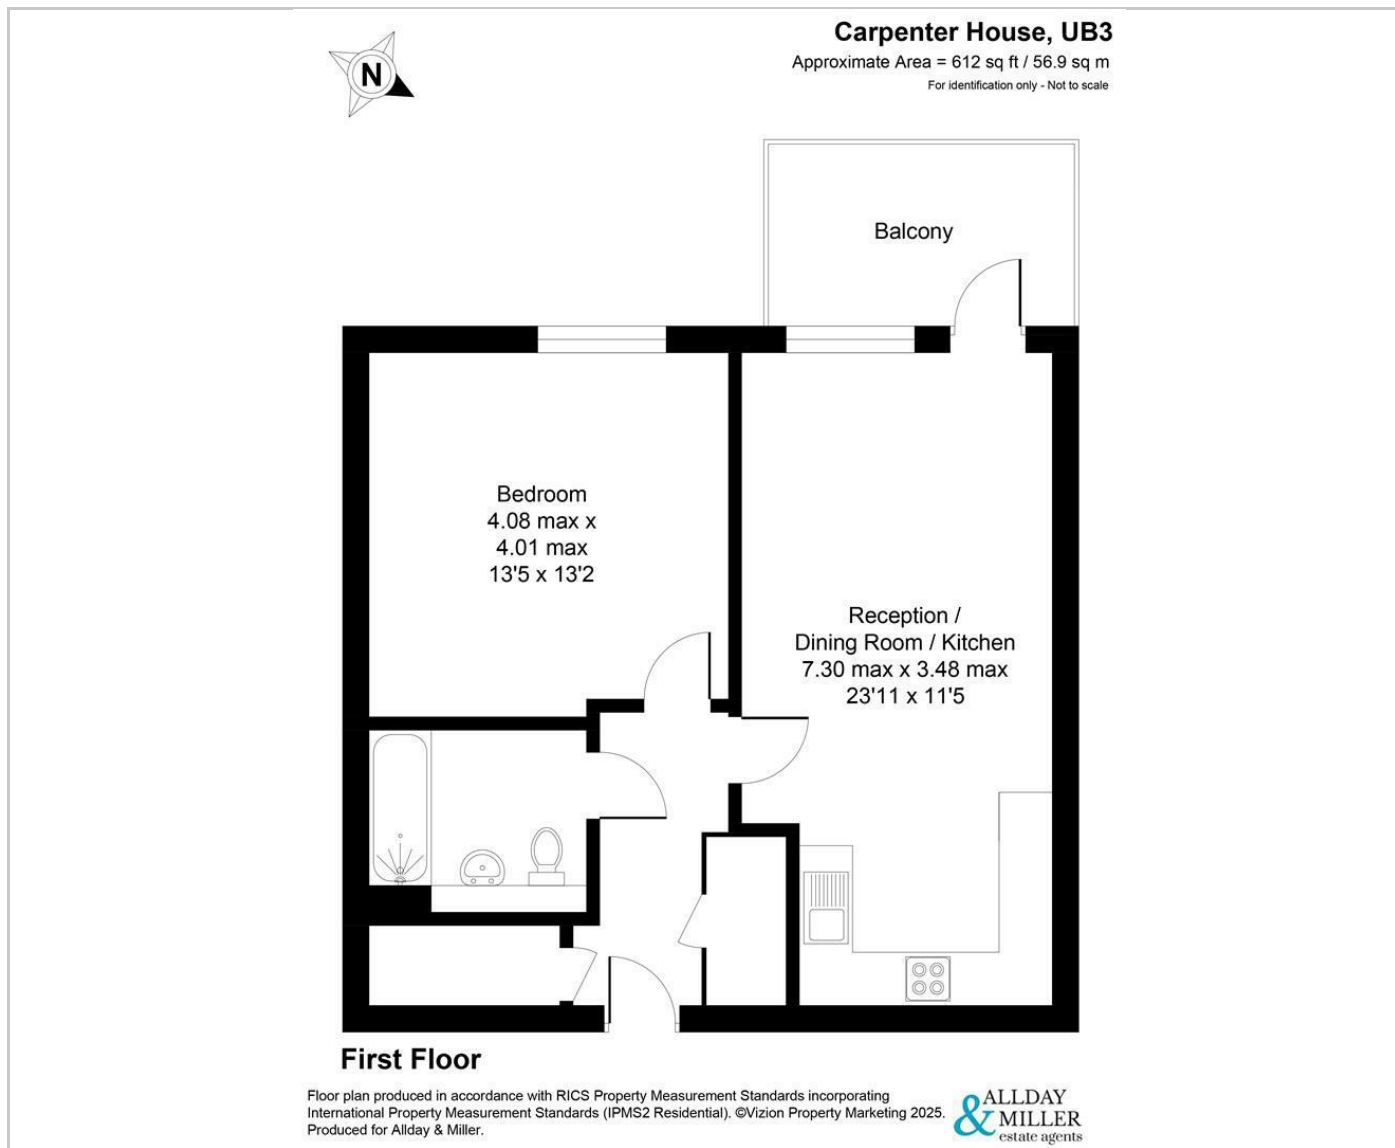 Carpenter House, UB3
Approximate Area = 612 sq ft / 56.9 sq m
For identification only - Not to scale
N
Balcony
Bedroom
4.08 max x
4.01 max
13'5 x 13'2
Reception /
Dining Room / Kitchen
7.30 max x 3.48 max
23'11 x 11'5
First Floor
Floor plan produced in accordance with RICS Property Measurement Standards incorporating
International Property Measurement Standards (IPMS2 Residential). ©Vizion Property Marketing 2025.
Produced for Allday & Miller.
ALLDAY
& MILLER
estate agents